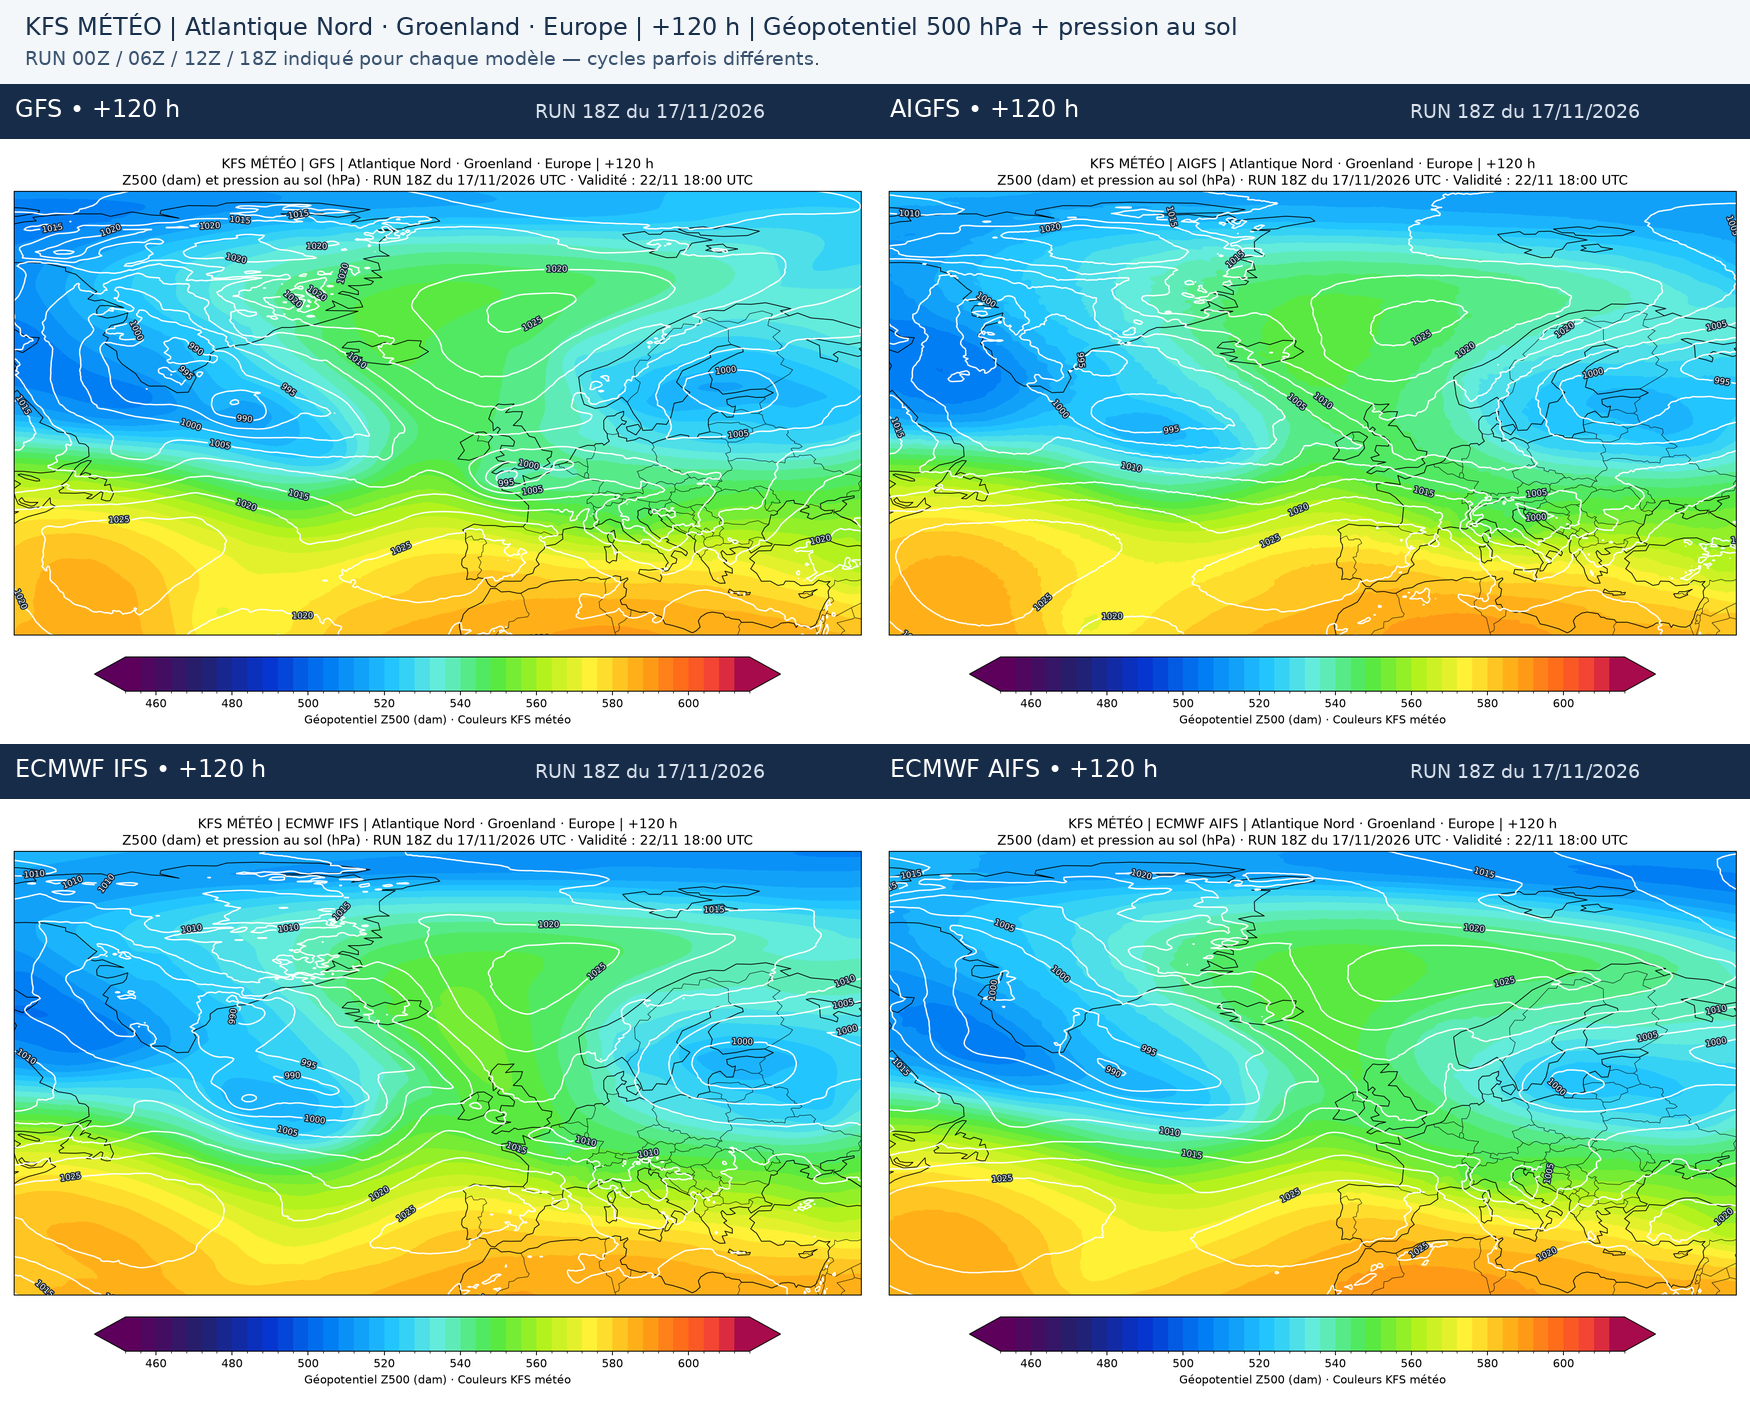 KFS MÉTÉO | Atlantique Nord · Groenland · Europe | +120 h | Géopotentiel 500 hPa + pression au sol
RUN 00Z / 06Z / 12Z / 18Z indiqué pour chaque modèle — cycles parfois différents.
GFS • +120 h RUN 18Z du 17/11/2026
KFS MÉTÉO | GFS | Atlantique Nord · Groenland · Europe | +120 h
Z500 (dam) et pression au sol (hPa) · RUN 18Z du 17/11/2026 UTC · Validité : 22/11 18:00 UTC
460 480 500 520 540 560 580 600
Géopotentiel Z500 (dam) · Couleurs KFS météo
AIGFS • +120 h RUN 18Z du 17/11/2026
KFS MÉTÉO | AIGFS | Atlantique Nord · Groenland · Europe | +120 h
Z500 (dam) et pression au sol (hPa) · RUN 18Z du 17/11/2026 UTC · Validité : 22/11 18:00 UTC
460 480 500 520 540 560 580 600
Géopotentiel Z500 (dam) · Couleurs KFS météo
ECMWF IFS • +120 h RUN 18Z du 17/11/2026
KFS MÉTÉO | ECMWF IFS | Atlantique Nord · Groenland · Europe | +120 h
Z500 (dam) et pression au sol (hPa) · RUN 18Z du 17/11/2026 UTC · Validité : 22/11 18:00 UTC
460 480 500 520 540 560 580 600
Géopotentiel Z500 (dam) · Couleurs KFS météo
ECMWF AIFS • +120 h RUN 18Z du 17/11/2026
KFS MÉTÉO | ECMWF AIFS | Atlantique Nord · Groenland · Europe | +120 h
Z500 (dam) et pression au sol (hPa) · RUN 18Z du 17/11/2026 UTC · Validité : 22/11 18:00 UTC
460 480 500 520 540 560 580 600
Géopotentiel Z500 (dam) · Couleurs KFS météo